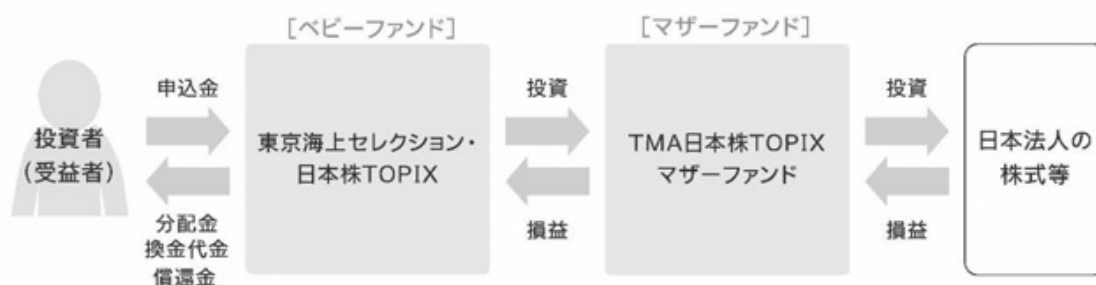 [ベビーファンド]
[マザーファンド]
投資者
(受益者)
申込金
分配金
換金代金
償還金
東京海上セレクション・
日本株TOPIX
投資
損益
TMA日本株TOPIX
マザーファンド
投資
損益
日本法人の
株式等